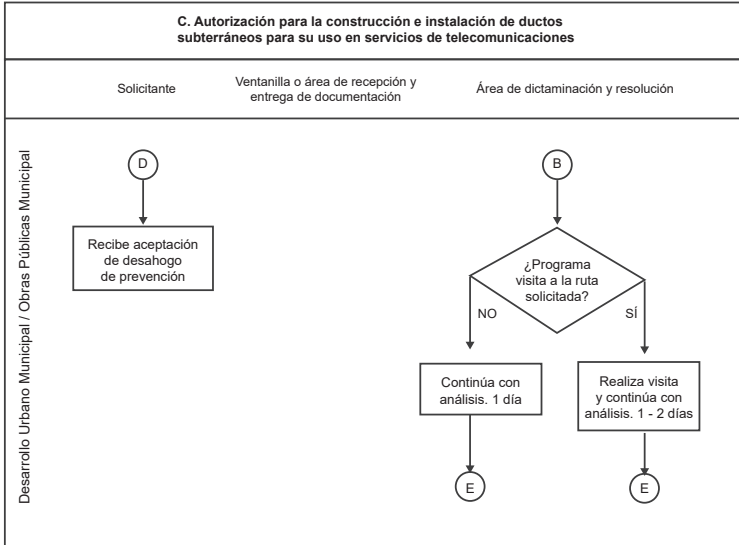 C. Autorización para la construcción e instalación de ductos
subterráneos para su uso en servicios de telecomunicaciones
Solicitante
Ventanilla o área de recepción y
entrega de documentación
Área de dictaminación y resolución
Desarrollo Urbano Municipal / Obras Públicas Municipal
D
Recibe aceptación
de desahogo
de prevención
B
¿Programa
visita a la ruta
solicitada?
NO
SÍ
Continúa con
análisis. 1 día
Realiza visita
y continúa con
análisis. 1 - 2 días
E
E